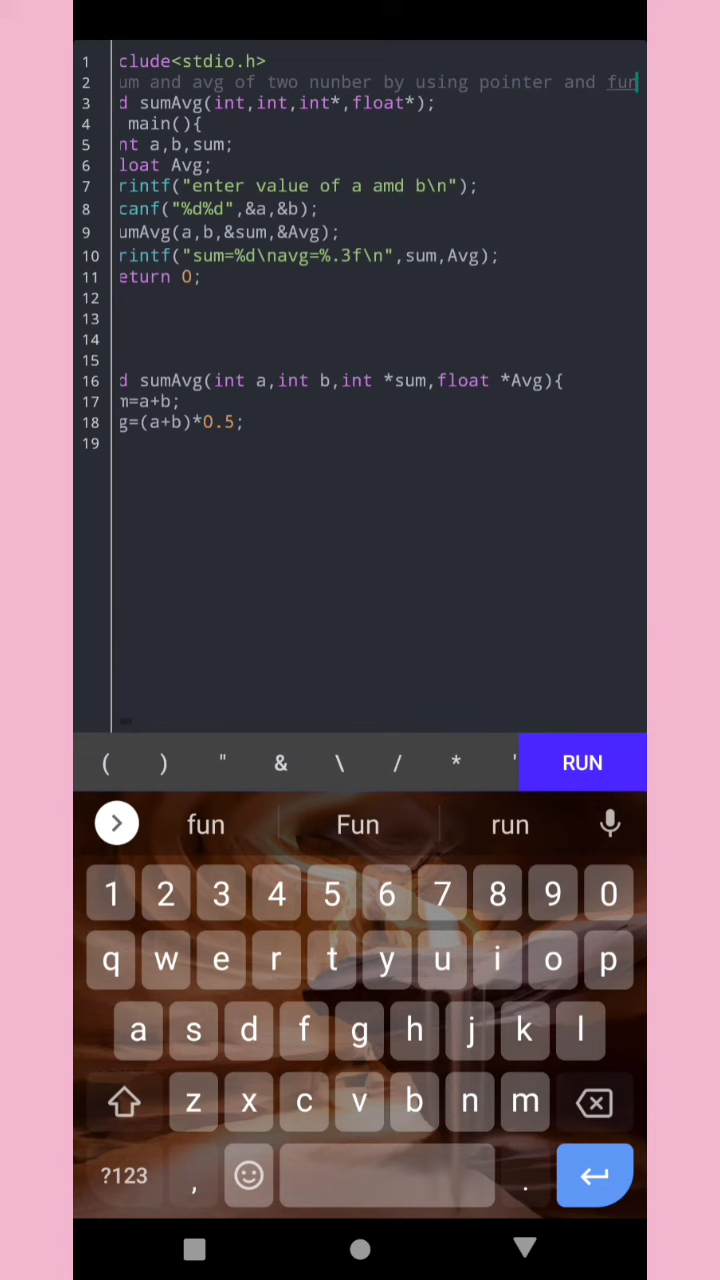 1 clude<stdio.h>
2 um and avg of two nunber by using pointer and fun
3 d sumAvg(int,int,int*,float*);
4 main(){
5 nt a,b,sum;
6 loat Avg;
7 rintf("enter value of a amd b\n");
8 canf("%d%d",&a,&b);
9 umAvg(a,b,&sum,&Avg);
10 rintf("sum=%d\navg=%.3f\n",sum,Avg);
11 eturn 0;
12
13
14
15
16 d sumAvg(int a,int b,int *sum,float *Avg){
17 m=a+b;
18 g=(a+b)*0.5;
19
( ) " & \ / * ' RUN
fun Fun run
1 2 3 4 5 6 7 8 9 0
q w e r t y u i o p
a s d f g h j k l
z x c v b n m
?123 , .